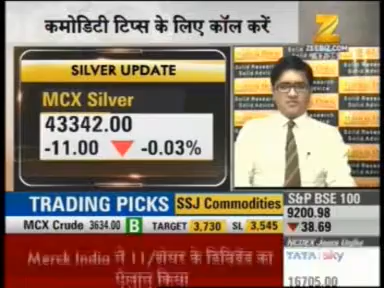 कमोडिटी टिप्स के लिए कॉल करें
ZEE
SILVER UPDATE
MCX Silver
43342.00
-11.00 -0.03%
TRADING PICKS SSJ Commodities
MCX Crude 3634.00 B TARGET 3,730 SL 3,545
S&P BSE 100
9200.98
38.69
TATA sky
16705.00
Merck India में 11/शेयर के डिविडेंड का
ऐलान किया